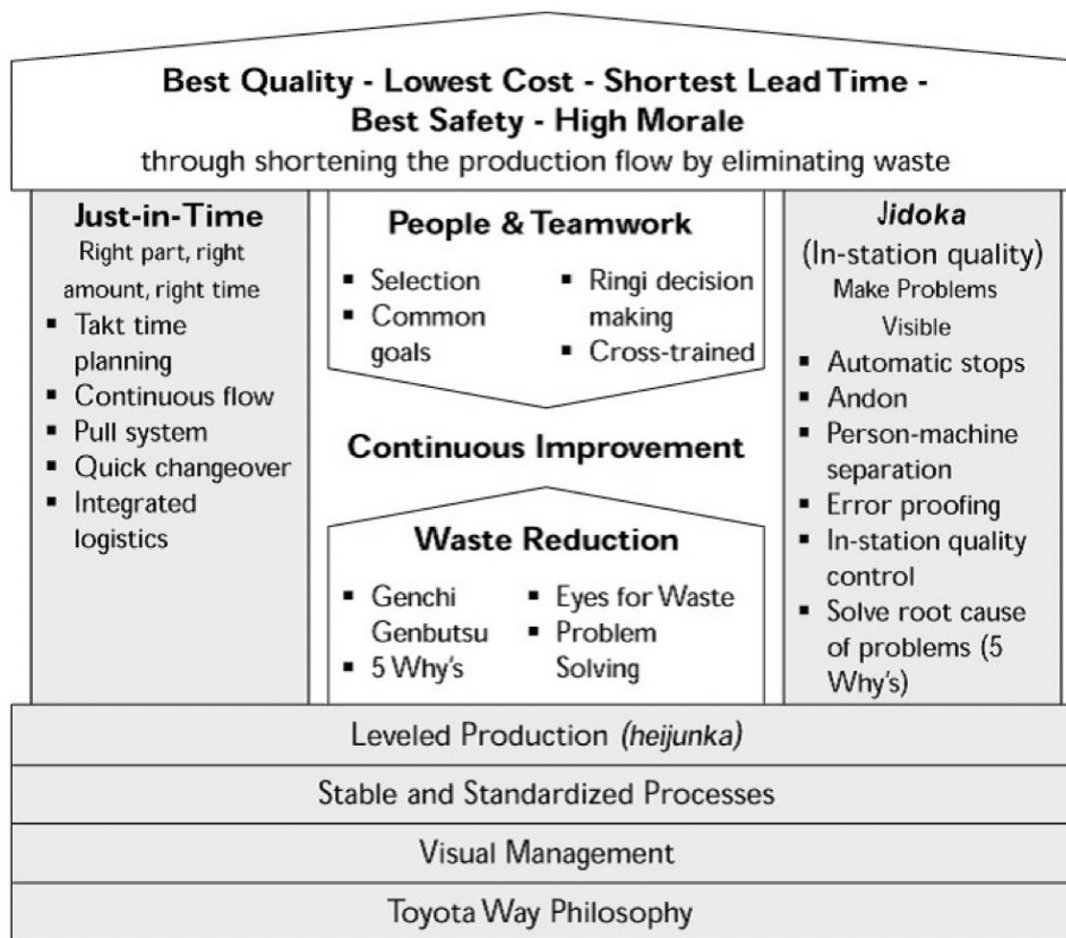 Best Quality - Lowest Cost - Shortest Lead Time -
Best Safety - High Morale
through shortening the production flow by eliminating waste
Just-in-Time
Right part, right
amount, right time
▪ Takt time
planning
▪ Continuous flow
▪ Pull system
▪ Quick changeover
▪ Integrated
logistics
People & Teamwork
▪ Selection
▪ Common
goals
▪ Ringi decision
making
▪ Cross-trained
Continuous Improvement
Waste Reduction
▪ Genchi
Genbutsu
▪ 5 Why's
▪ Eyes for Waste
▪ Problem
Solving
Jidoka
(In-station quality)
Make Problems
Visible
▪ Automatic stops
▪ Andon
▪ Person-machine
separation
▪ Error proofing
▪ In-station quality
control
▪ Solve root cause
of problems (5
Why's)
Leveled Production (heijunka)
Stable and Standardized Processes
Visual Management
Toyota Way Philosophy